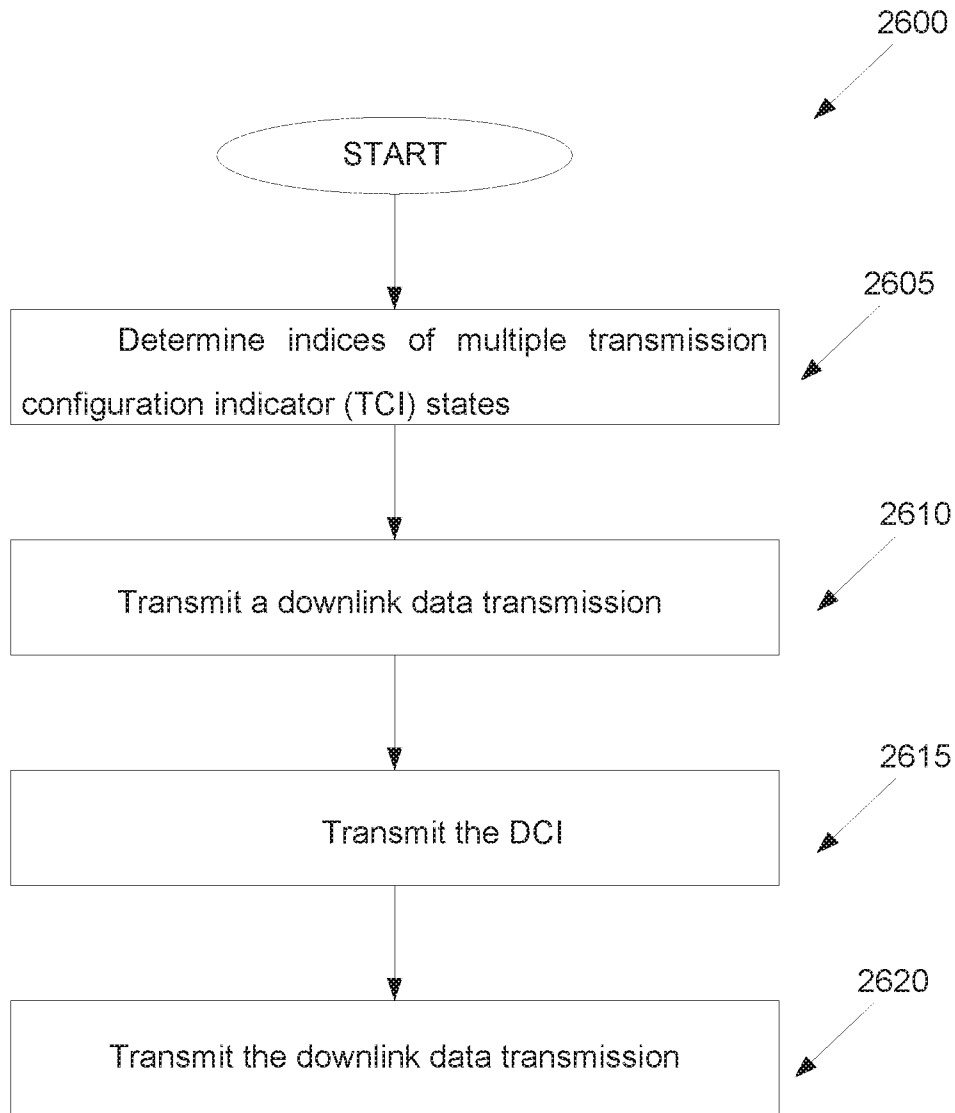 2600
START
2605
Determine indices of multiple transmission
configuration indicator (TCI) states
2610
Transmit a downlink data transmission
2615
Transmit the DCI
2620
Transmit the downlink data transmission